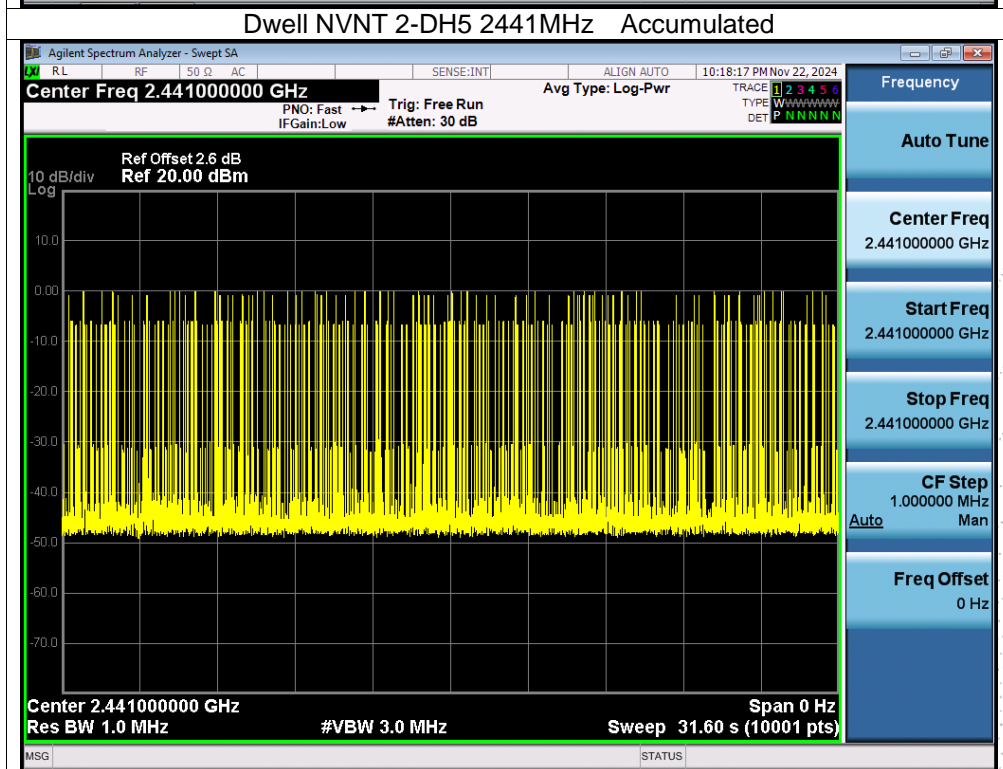 Dwell NVNT 2-DH5 2441MHz Accumulated
Agilent Spectrum Analyzer - Swept SA
LXI RL RF 50 Ω AC SENSE:INT ALIGN AUTO 10:18:17 PM Nov 22, 2024
Center Freq 2.441000000 GHz
PNO: Fast
IFGain:Low
Trig: Free Run
#Atten: 30 dB
Avg Type: Log-Pwr
TRACE 1 2 3 4 5 6
TYPE WWWWWWW
DET P N N N N N
Ref Offset 2.6 dB
10 dB/div Ref 20.00 dBm
Log
10.0
0.00
-10.0
-20.0
-30.0
-40.0
-50.0
-60.0
-70.0
Center 2.441000000 GHz Span 0 Hz
Res BW 1.0 MHz #VBW 3.0 MHz Sweep 31.60 s (10001 pts)
MSG STATUS
Frequency
Auto Tune
Center Freq
2.441000000 GHz
Start Freq
2.441000000 GHz
Stop Freq
2.441000000 GHz
CF Step
1.000000 MHz
Auto Man
Freq Offset
0 Hz